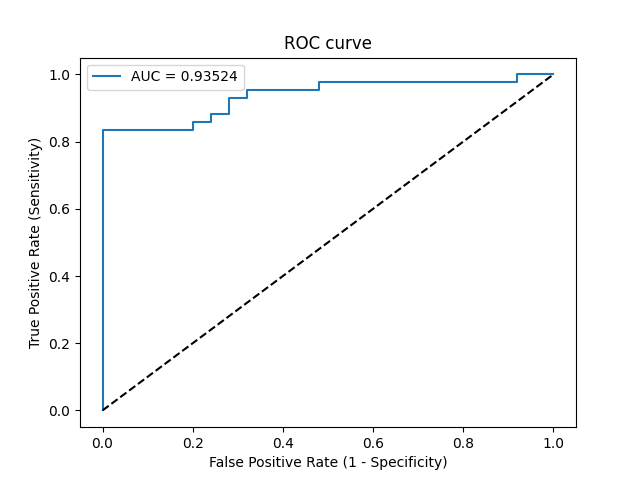 ROC curve
AUC = 0.93524
True Positive Rate (Sensitivity)
1.0
0.8
0.6
0.4
0.2
0.0
0.0 0.2 0.4 0.6 0.8 1.0
False Positive Rate (1 - Specificity)